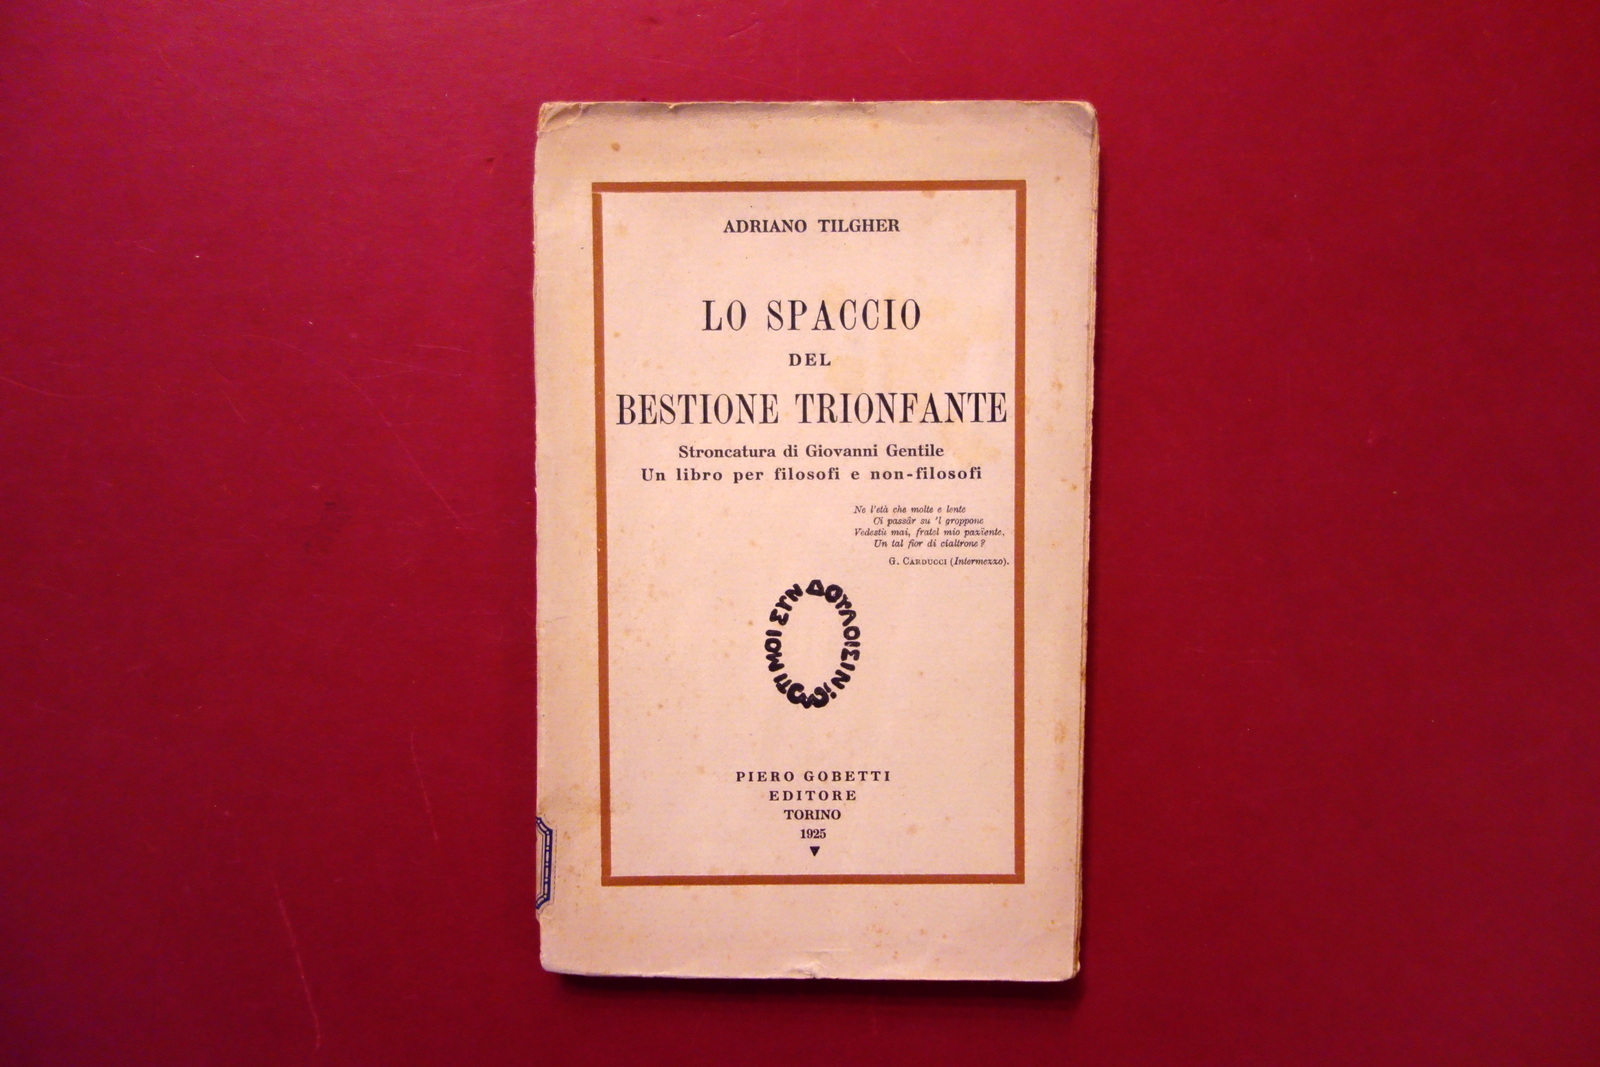 ADRIANO TILGHER
LO SPACCIO
DEL
BESTIONE TRIONFANTE
Stroncatura di Giovanni Gentile
Un libro per filosofi e non-filosofi
Ne l'età che molte e lente
Ci passâr su 'l groppone
Vedestù mai, fratel mio paziente,
Un tal fior di cialtrone?
G. CARDUCCI (Intermezzo).
ΤΙ ΜΟΙ ΣΥΝ ΔΟΥΛΟΙΣΙΝ
PIERO GOBETTI
EDITORE
TORINO
1925